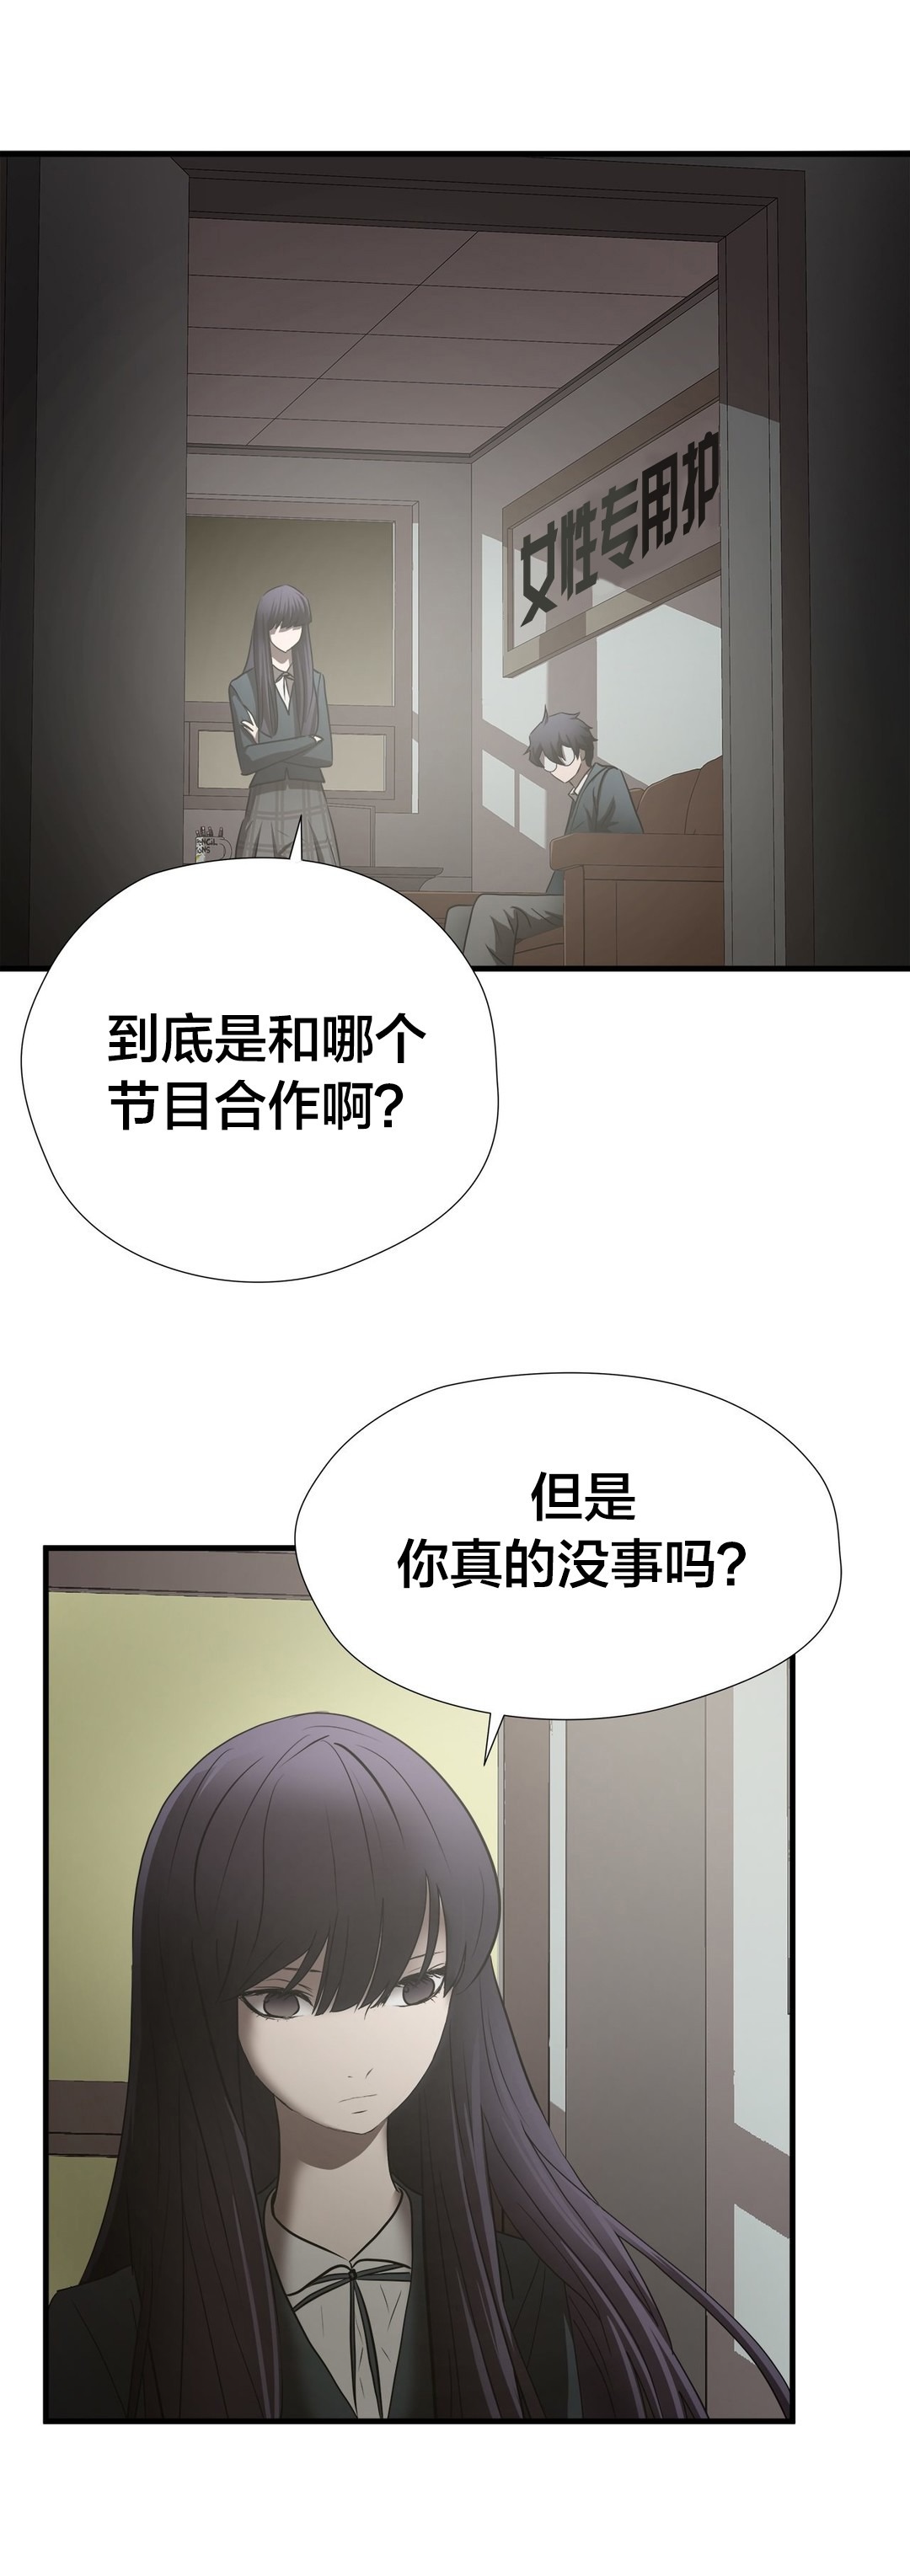 女性专用护
到底是和哪个
节目合作啊?
但是
你真的没事吗?